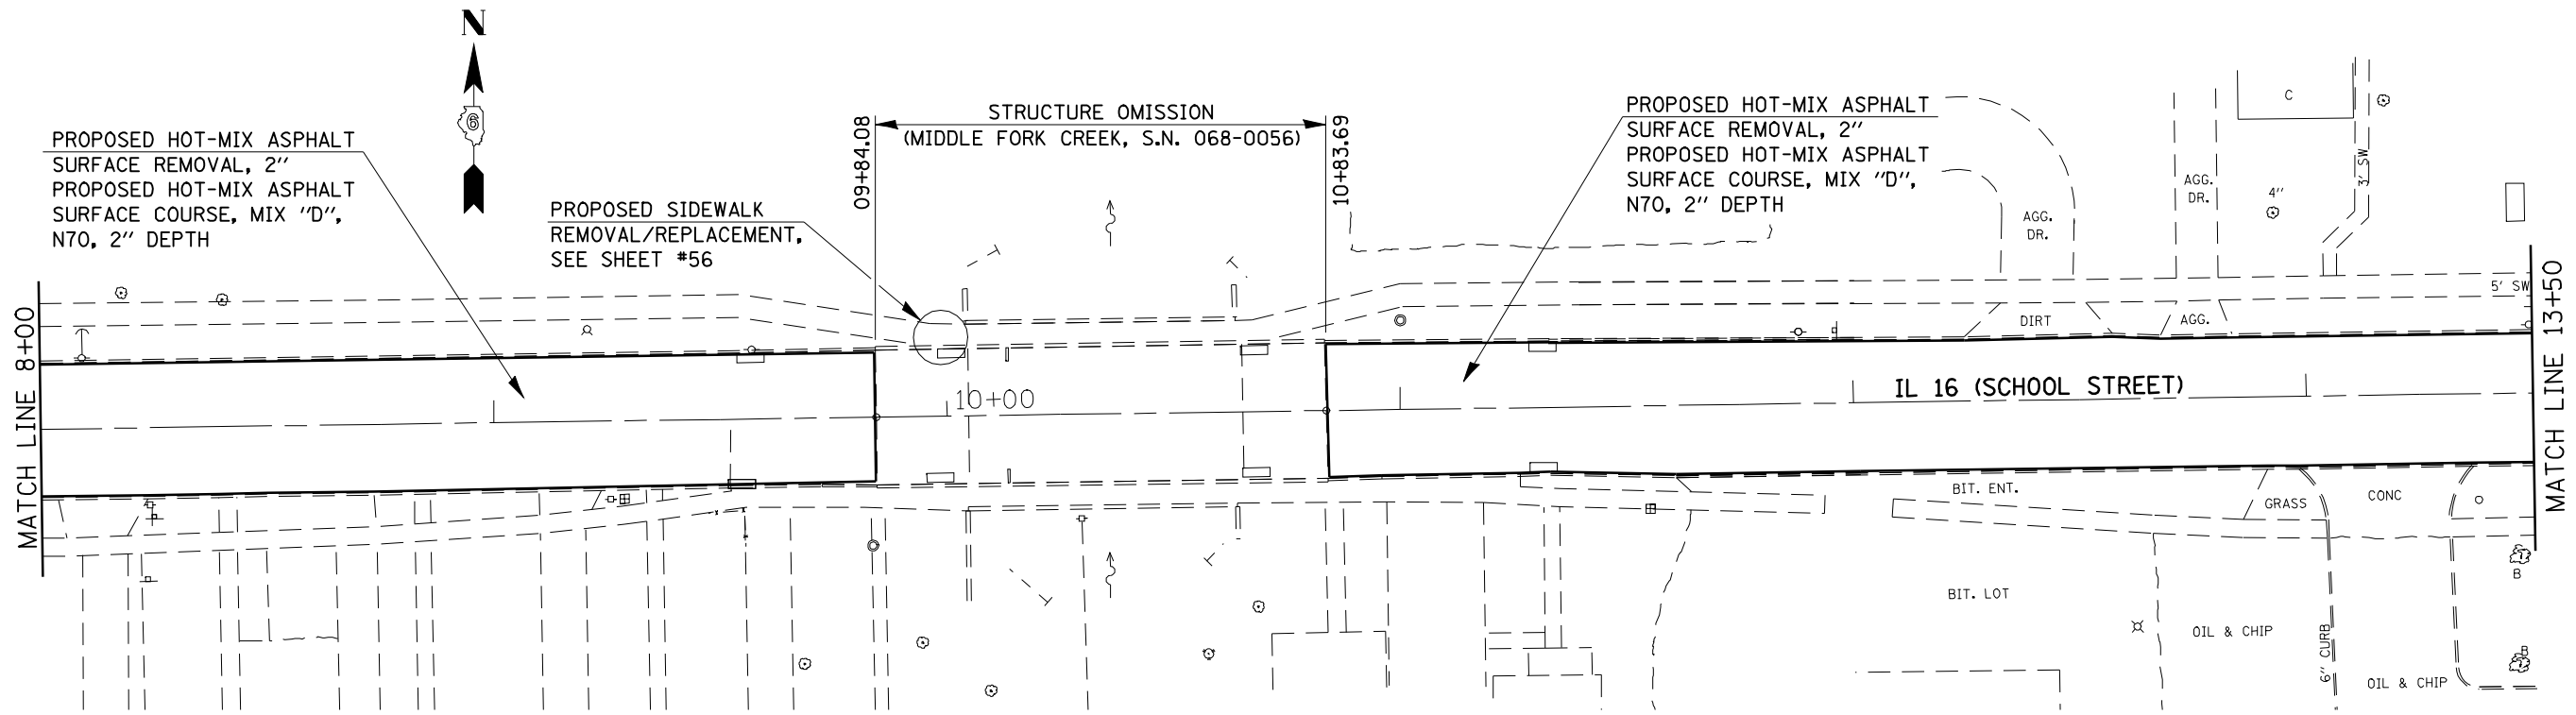 N
6
PROPOSED HOT-MIX ASPHALT
SURFACE REMOVAL, 2"
PROPOSED HOT-MIX ASPHALT
SURFACE COURSE, MIX "D",
N70, 2" DEPTH
PROPOSED SIDEWALK
REMOVAL/REPLACEMENT,
SEE SHEET #56
09+84.08
STRUCTURE OMISSION
(MIDDLE FORK CREEK, S.N. 068-0056)
10+83.69
PROPOSED HOT-MIX ASPHALT
SURFACE REMOVAL, 2"
PROPOSED HOT-MIX ASPHALT
SURFACE COURSE, MIX "D",
N70, 2" DEPTH
AGG.
DR.
AGG.
DR.
C
4"
3' SW
5' SW
DIRT
AGG.
MATCH LINE 8+00
10+00
IL 16 (SCHOOL STREET)
MATCH LINE 13+50
BIT. ENT.
GRASS
CONC
BIT. LOT
OIL & CHIP
6" CURB
OIL & CHIP
B
B